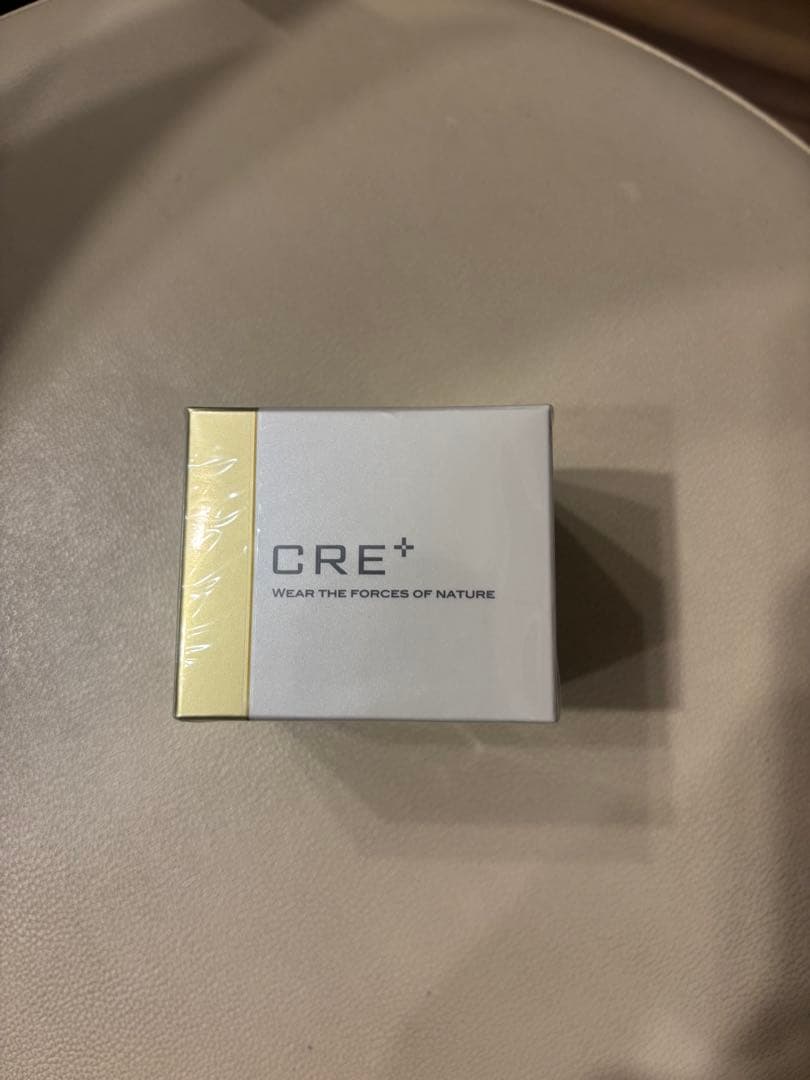 CRE+
WEAR THE FORCES OF NATURE